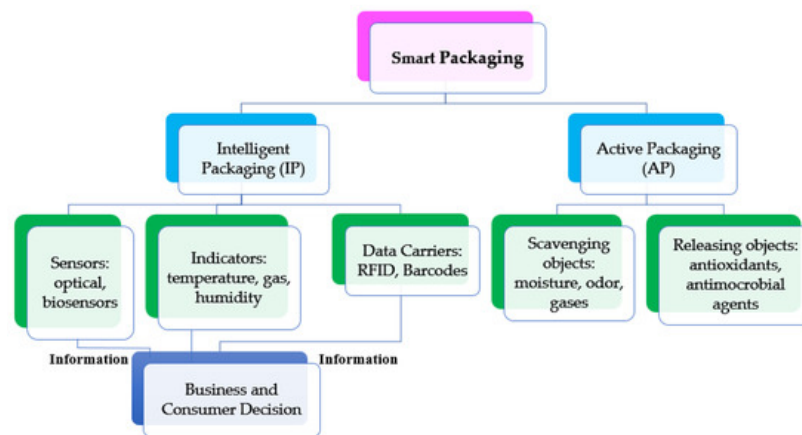 Smart Packaging
Intelligent
Packaging (IP)
Active Packaging
(AP)
Sensors:
optical,
biosensors
Indicators:
temperature, gas,
humidity
Data Carriers:
RFID, Barcodes
Scavenging
objects:
moisture, odor,
gases
Releasing objects:
antioxidants,
antimocrobial
agents
Information
Information
Business and
Consumer Decision